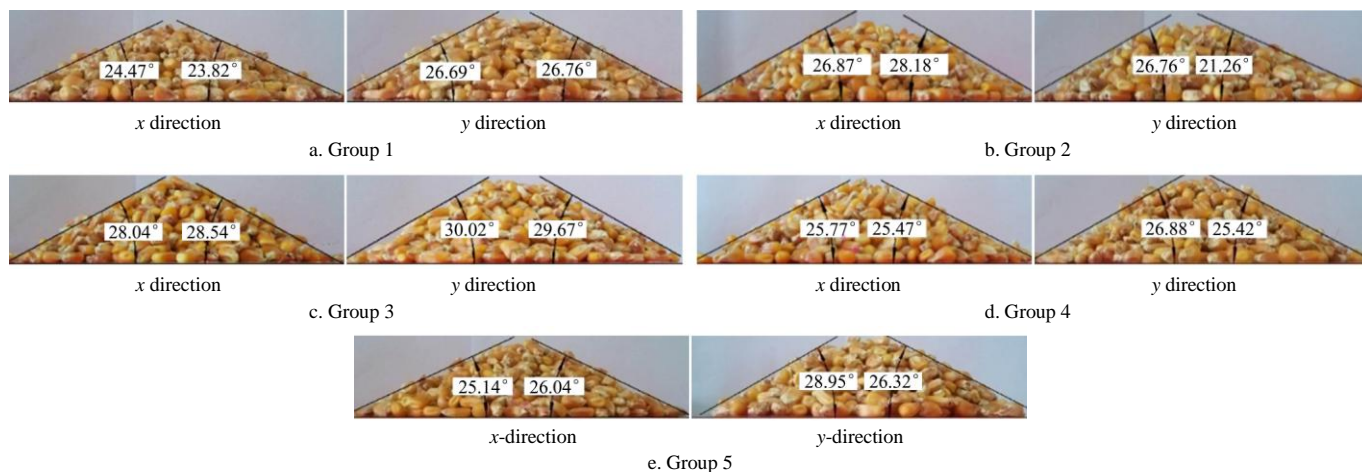 24.47° 23.82° 26.69° 26.76° 26.87° 28.18° 26.76° 21.26°
x direction y direction x direction y direction
a. Group 1 b. Group 2
28.04° 28.54° 30.02° 29.67° 25.77° 25.47° 26.88° 25.42°
x direction y direction x direction y direction
c. Group 3 d. Group 4
25.14° 26.04° 28.95° 26.32°
x-direction y-direction
e. Group 5